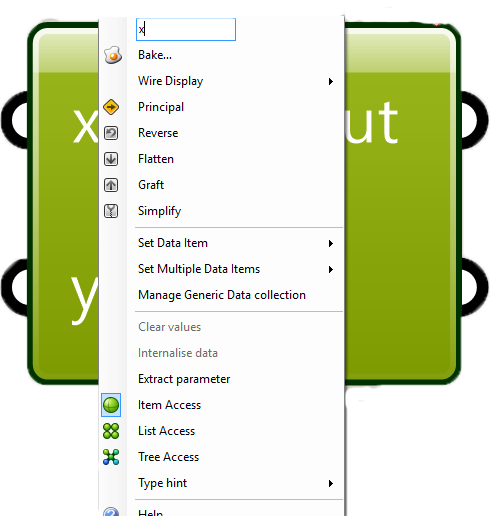 x
Bake...
Wire Display
x
ut
Principal
Reverse
Flatten
Graft
Simplify
Set Data Item
Set Multiple Data Items
y
Manage Generic Data collection
Clear values
Internalise data
Extract parameter
Item Access
List Access
Tree Access
Type hint
Help